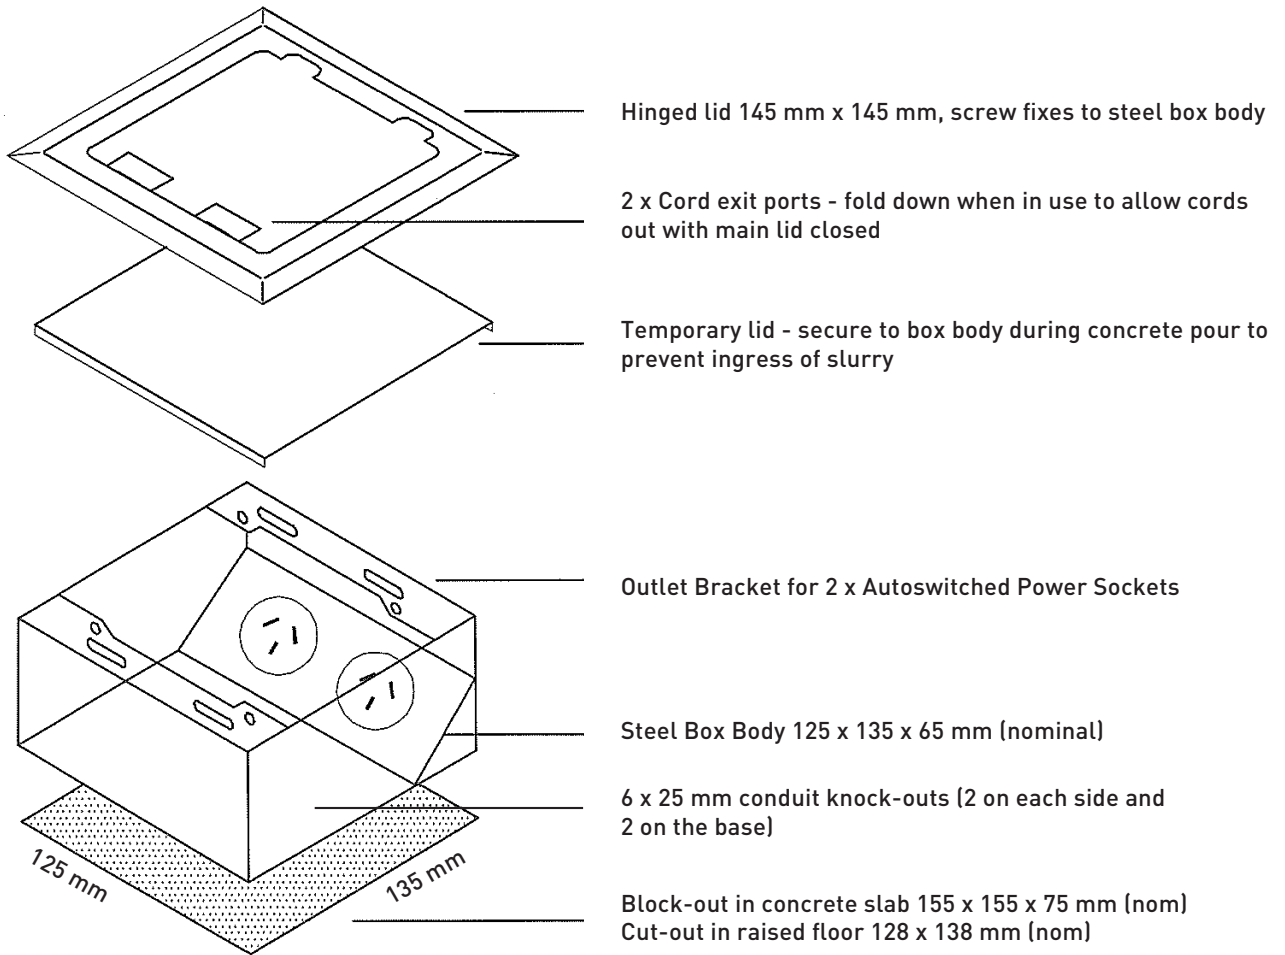 Hinged lid 145 mm x 145 mm, screw fixes to steel box body
2 x Cord exit ports - fold down when in use to allow cords
out with main lid closed
Temporary lid - secure to box body during concrete pour to
prevent ingress of slurry
Outlet Bracket for 2 x Autoswitched Power Sockets
Steel Box Body 125 x 135 x 65 mm (nominal)
6 x 25 mm conduit knock-outs (2 on each side and
2 on the base)
125 mm
135 mm
Block-out in concrete slab 155 x 155 x 75 mm (nom)
Cut-out in raised floor 128 x 138 mm (nom)